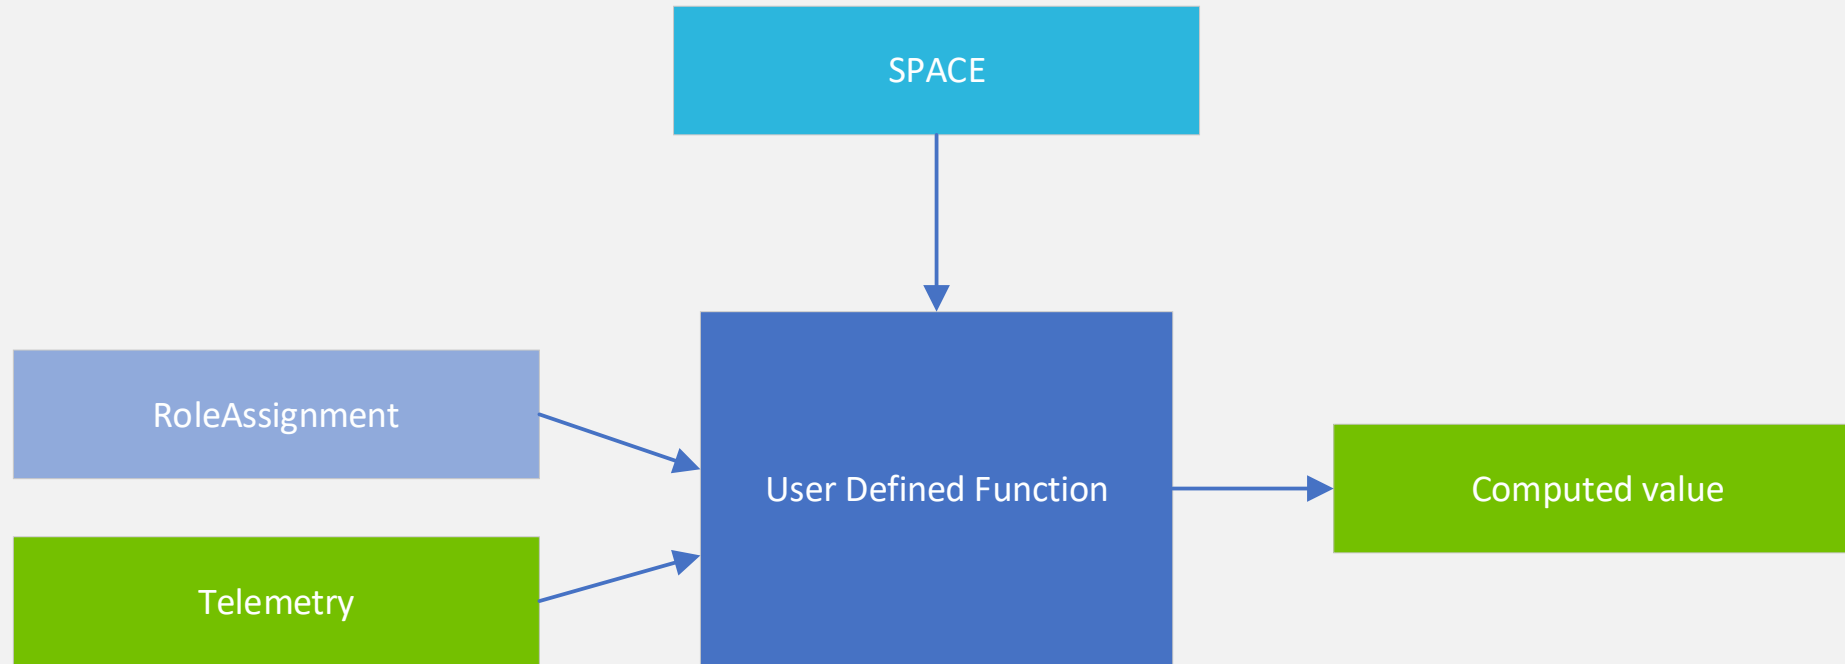 SPACE
RoleAssignment
User Defined Function
Computed value
Telemetry